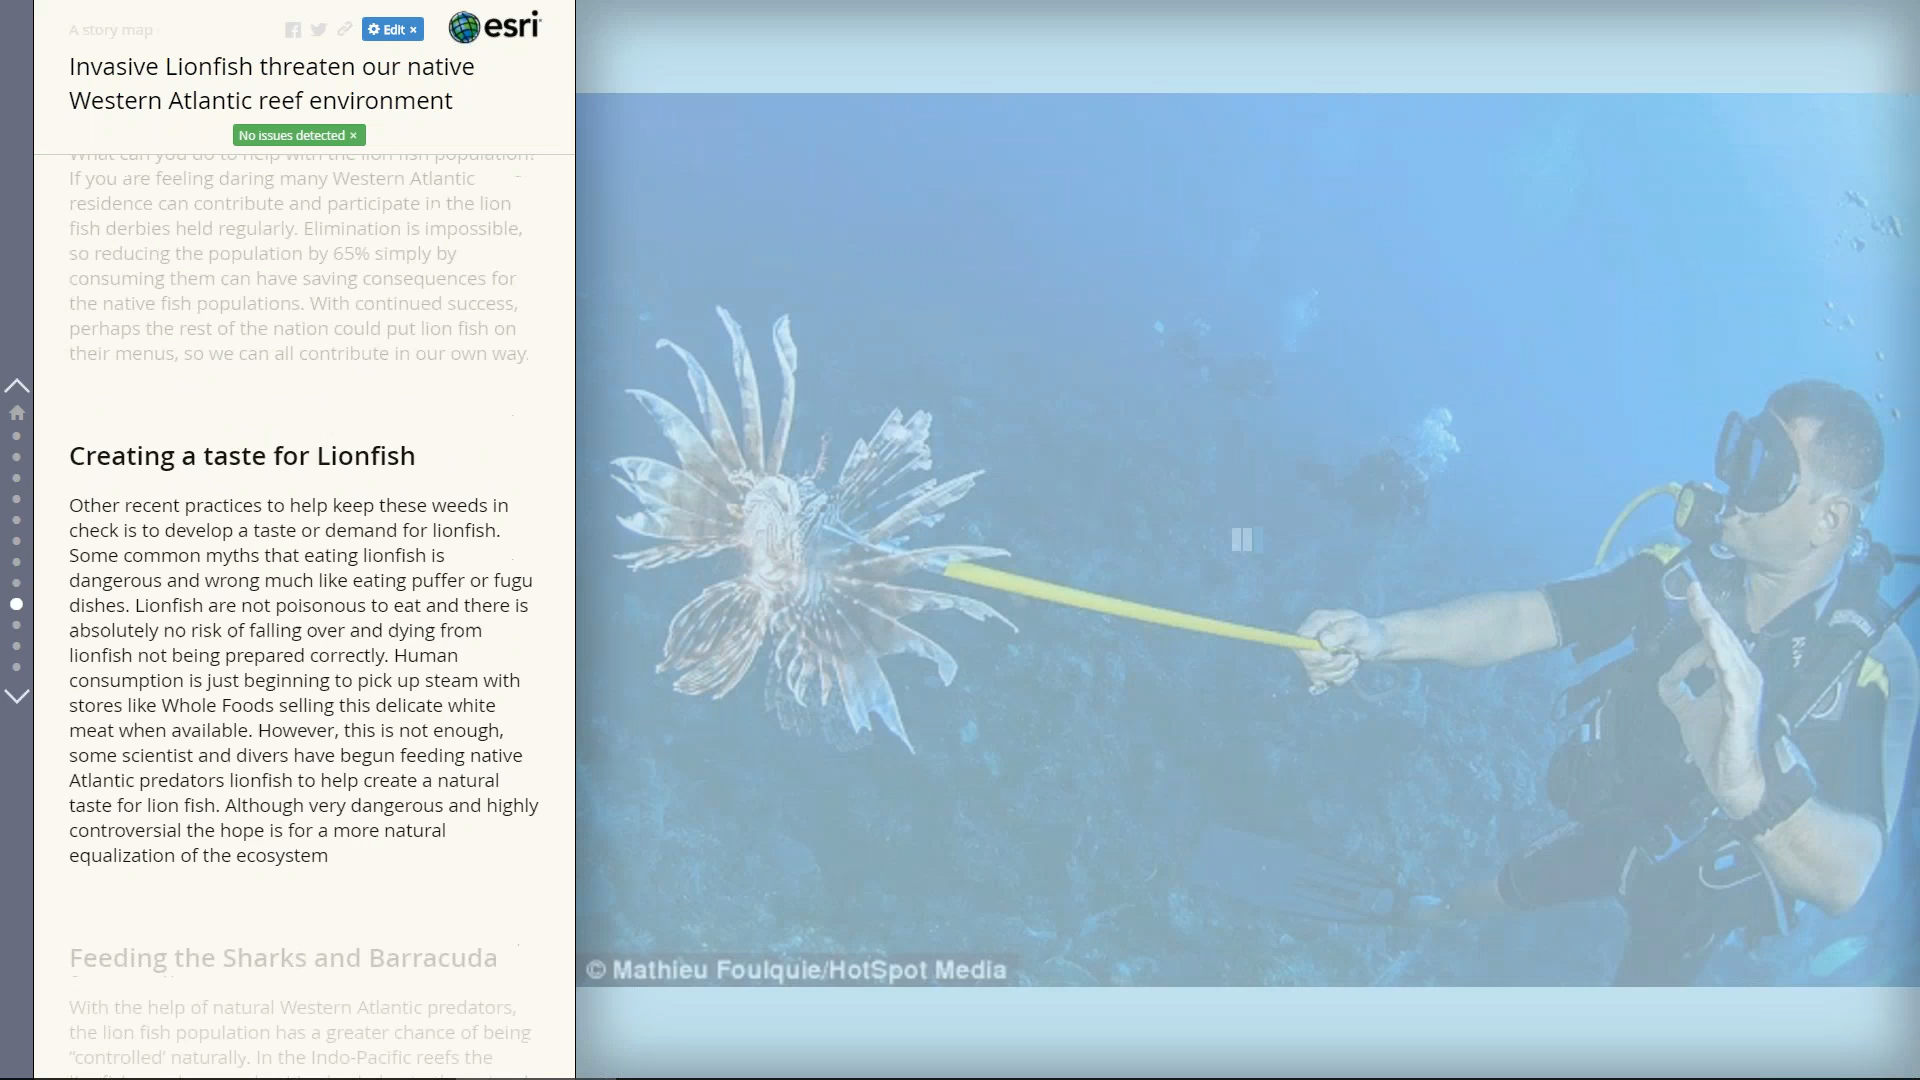 A story map
Edit ×
esri
Invasive Lionfish threaten our native
Western Atlantic reef environment
No issues detected ×
What can you do to help with the lion fish population?
If you are feeling daring many Western Atlantic
residence can contribute and participate in the lion
fish derbies held regularly. Elimination is impossible,
so reducing the population by 65% simply by
consuming them can have saving consequences for
the native fish populations. With continued success,
perhaps the rest of the nation could put lion fish on
their menus, so we can all contribute in our own way.
Creating a taste for Lionfish
Other recent practices to help keep these weeds in
check is to develop a taste or demand for lionfish.
Some common myths that eating lionfish is
dangerous and wrong much like eating puffer or fugu
dishes. Lionfish are not poisonous to eat and there is
absolutely no risk of falling over and dying from
lionfish not being prepared correctly. Human
consumption is just beginning to pick up steam with
stores like Whole Foods selling this delicate white
meat when available. However, this is not enough,
some scientist and divers have begun feeding native
Atlantic predators lionfish to help create a natural
taste for lion fish. Although very dangerous and highly
controversial the hope is for a more natural
equalization of the ecosystem
Feeding the Sharks and Barracuda
With the help of natural Western Atlantic predators,
the lion fish population has a greater chance of being
“controlled’ naturally. In the Indo-Pacific reefs the
© Mathieu Foulquie/HotSpot Media